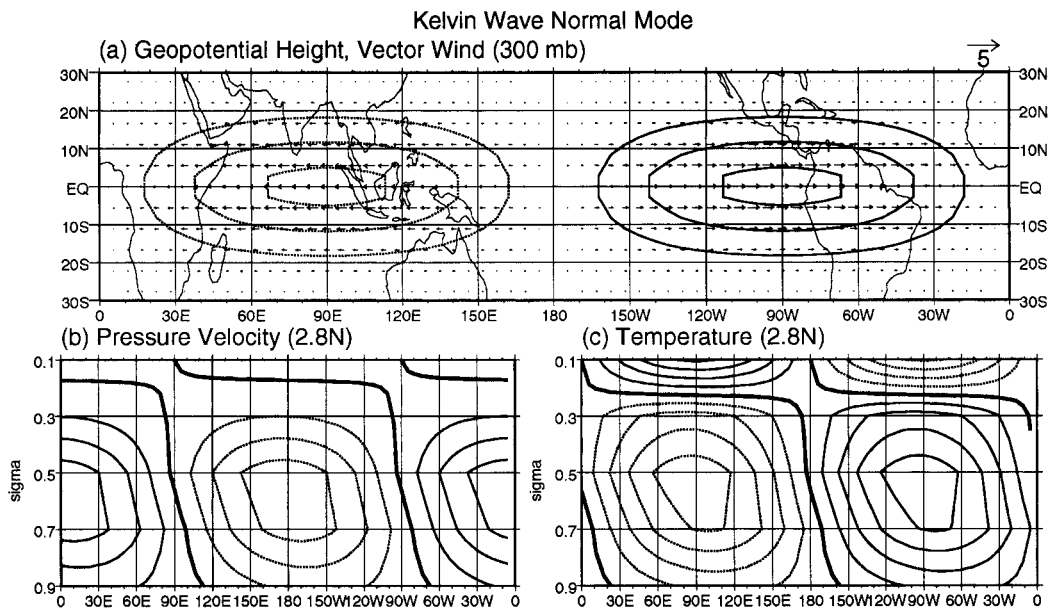 Kelvin Wave Normal Mode
(a) Geopotential Height, Vector Wind (300 mb)
5
30N 30N
20N 20N
10N 10N
EQ EQ
10S 10S
20S 20S
30S 30S
0 30E 60E 90E 120E 150E 150W 120W 90W 60W 30W 0
(b) Pressure Velocity (2.8N)
0.1
0.3
0.5
0.7
0.9
sigma
0 30E 60E 90E 120E 150E 180 150W 120W 90W 60W 30W 0
(c) Temperature (2.8N)
0.1
0.3
0.5
0.7
0.9
sigma
0 30E 60E 90E 120E 150E 180 150W 120W 90W 60W 30W 0